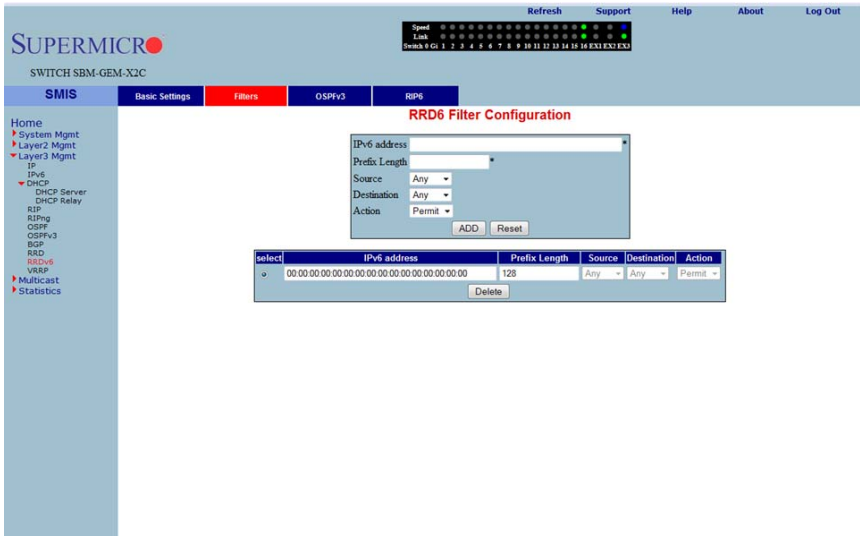 Refresh Support Help About Log Out
SUPERMICRO
SWITCH SBM-GEM-X2C
Speed
Link
Switch 0 Gi 1 2 3 4 5 6 7 8 9 10 11 12 13 14 15 16 EX1 EX2 EX3
SMIS
Basic Settings Filters OSPFv3 RIP6
Home
System Mgmt
Layer2 Mgmt
Layer3 Mgmt
IP
IPv6
DHCP
DHCP Server
DHCP Relay
RIP
RIPng
OSPF
OSPFv3
BGP
RRD
RRDv6
VRRP
Multicast
Statistics
RRD6 Filter Configuration
IPv6 address *
Prefix Length *
Source Any
Destination Any
Action Permit
ADD Reset
select IPv6 address Prefix Length Source Destination Action
00:00:00:00:00:00:00:00:00:00:00:00:00:00:00:00 128 Any Any Permit
Delete